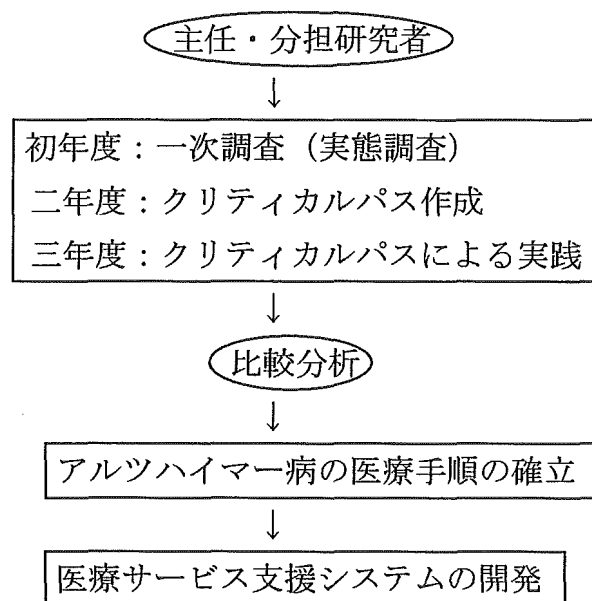 主任・分担研究者
↓
初年度：一次調査（実態調査）
二年度：クリティカルパス作成
三年度：クリティカルパスによる実践
↓
比較分析
↓
アルツハイマー病の医療手順の確立
↓
医療サービス支援システムの開発